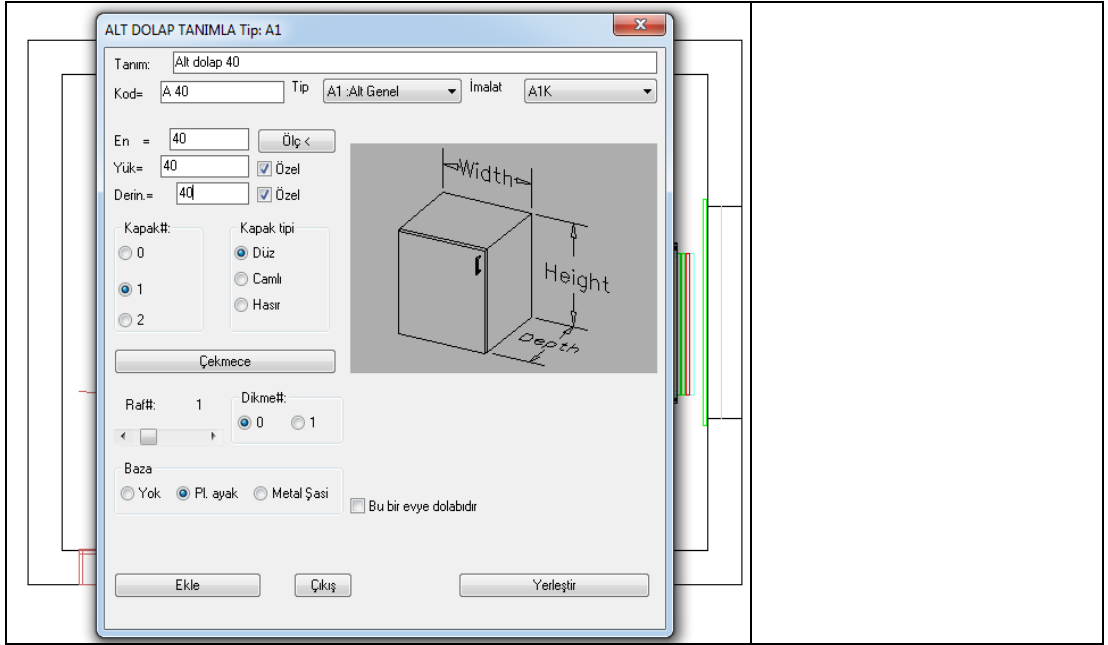 ALT DOLAP TANIMLA Tip: A1
Tanım: Alt dolap 40
Kod= A 40 Tip A1 :Alt Genel İmalat A1K
En = 40 Ölç <
Yük= 40 Özel
Derin.= 40 Özel
Kapak#: Kapak tipi
0 Düz
1 Camlı
2 Hasır
Width
Height
Depth
Çekmece
Raf#: 1 Dikme#:
0 1
Baza
Yok Pl. ayak Metal Şasi
Bu bir evye dolabıdır
Ekle Çıkış Yerleştir